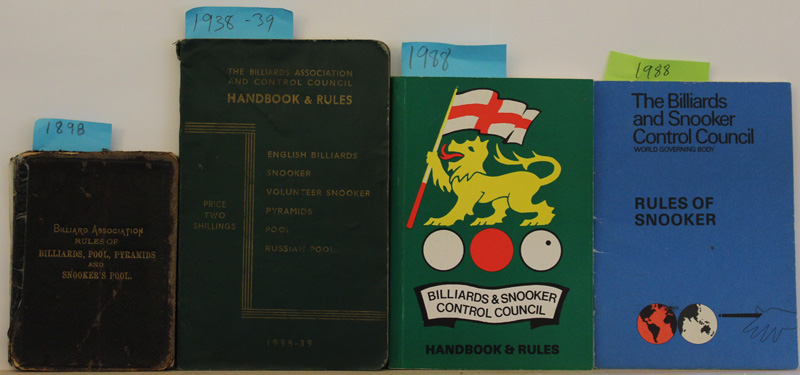 1898
BILLIARD ASSOCIATION
RULES OF
BILLIARDS, POOL, PYRAMIDS
AND
SNOOKER'S POOL.
1938-39
THE BILLIARDS ASSOCIATION
AND CONTROL COUNCIL
HANDBOOK & RULES
ENGLISH BILLIARDS
SNOOKER
VOLUNTEER SNOOKER
PYRAMIDS
POOL
RUSSIAN POOL
PRICE
TWO
SHILLINGS
1938-39
1988
BILLIARDS & SNOOKER
CONTROL COUNCIL
HANDBOOK & RULES
1988
The Billiards
and Snooker
Control Council
WORLD GOVERNING BODY
RULES OF
SNOOKER